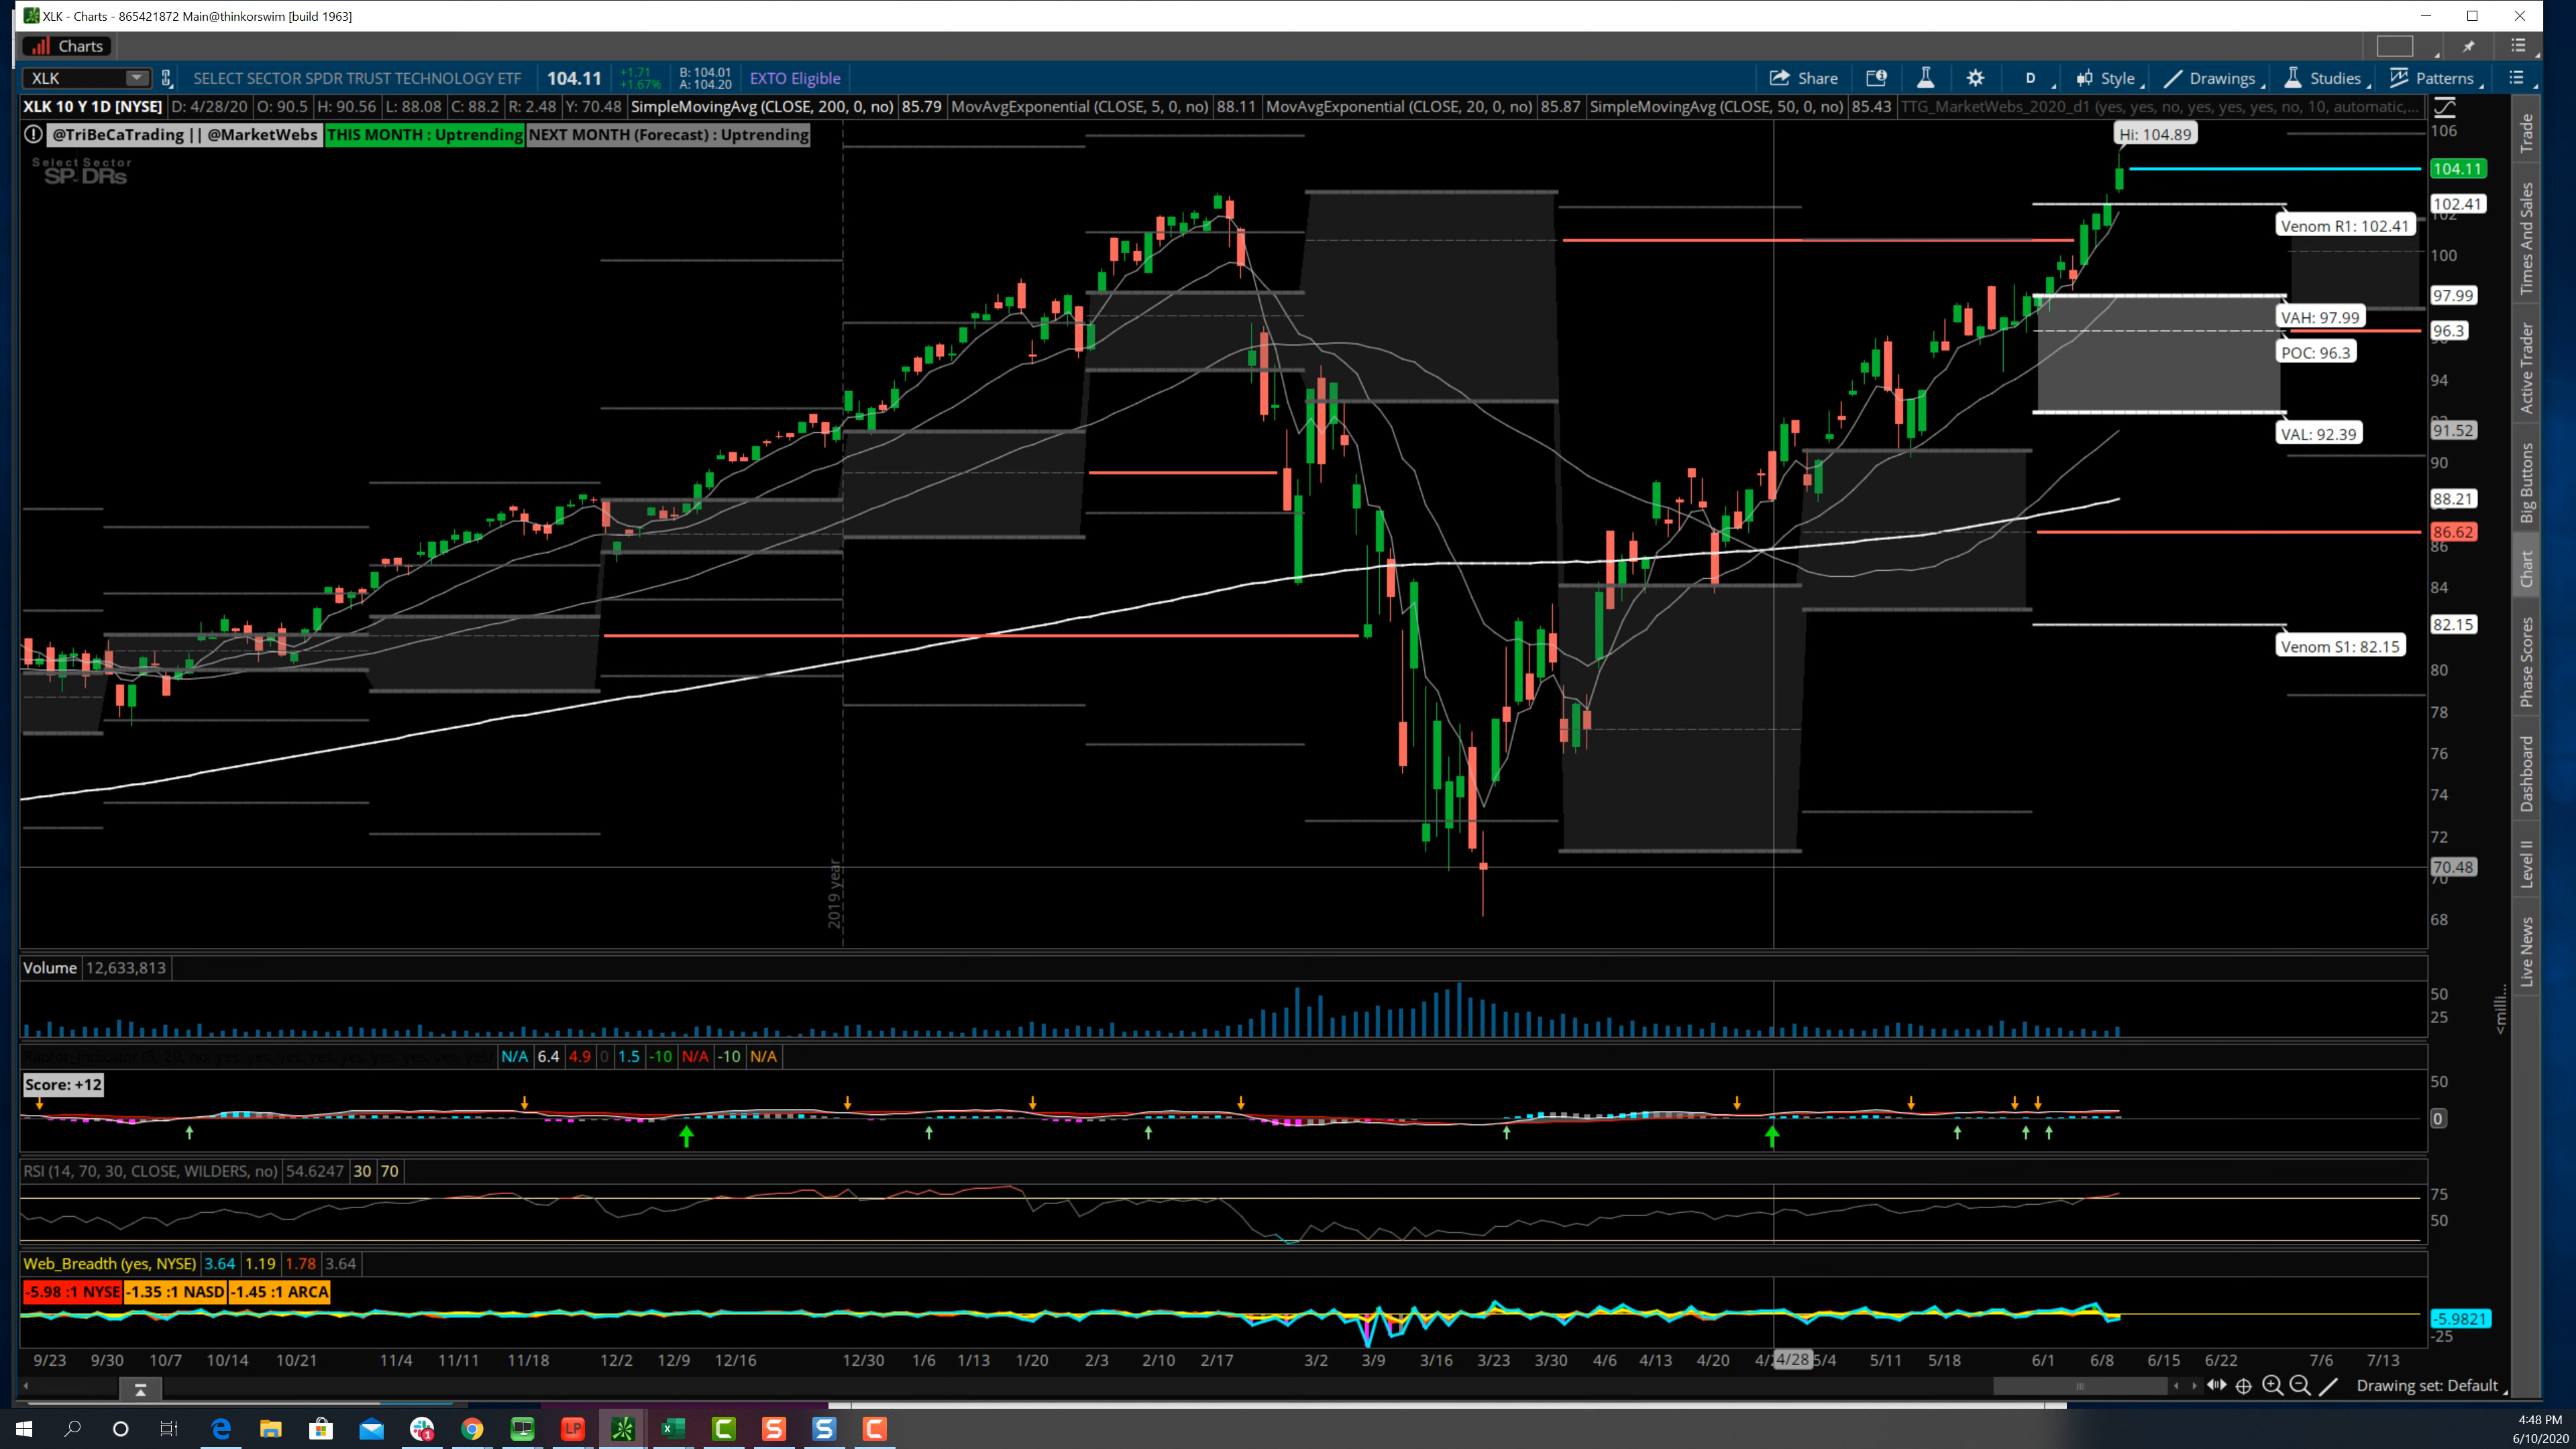 XLK - Charts - 865421872 Main@thinkorswim [build 1963]
Charts
XLK
SELECT SECTOR SPDR TRUST TECHNOLOGY ETF
104.11
+1.71
+1.67%
B: 104.01
A: 104.20
EXTO Eligible
Share
D
Style
Drawings
Studies
Patterns
XLK 10 Y 1D [NYSE] D: 4/28/20 O: 90.5 H: 90.56 L: 88.08 C: 88.2 R: 2.48 Y: 70.48 SimpleMovingAvg (CLOSE, 200, 0, no) 85.79 MovAvgExponential (CLOSE, 5, 0, no) 88.11 MovAvgExponential (CLOSE, 20, 0, no) 85.87 SimpleMovingAvg (CLOSE, 50, 0, no) 85.43 TTG_MarketWebs_2020_d1 (yes, yes, no, yes, yes, yes, no, 10, automatic,...
@TriBeCaTrading || @MarketWebs THIS MONTH : Uptrending NEXT MONTH (Forecast) : Uptrending
Select Sector
SPDRs
Hi: 104.89
106
104.11
102.41
102
Venom R1: 102.41
100
97.99
VAH: 97.99
96.3
POC: 96.3
94
91.52
VAL: 92.39
90
88.21
86.62
86
84
82.15
Venom S1: 82.15
80
78
76
74
72
70.48
70
68
2019 year
Trade
Times And Sales
Active Trader
Big Buttons
Chart
Phase Scores
Dashboard
Level II
Live News
Volume 12,633,813
50
25
<milli...
N/A 6.4 4.9 0 1.5 -10 N/A -10 N/A
Score: +12
50
0
RSI (14, 70, 30, CLOSE, WILDERS, no) 54.6247 30 70
75
50
Web_Breadth (yes, NYSE) 3.64 1.19 1.78 3.64
-5.98 :1 NYSE -1.35 :1 NASD -1.45 :1 ARCA
-5.9821
-25
9/23 9/30 10/7 10/14 10/21 11/4 11/11 11/18 12/2 12/9 12/16 12/30 1/6 1/13 1/20 2/3 2/10 2/17 3/2 3/9 3/16 3/23 3/30 4/6 4/13 4/20 4/28 5/4 5/11 5/18 6/1 6/8 6/15 6/22 7/6 7/13
Drawing set: Default
4:48 PM
6/10/2020